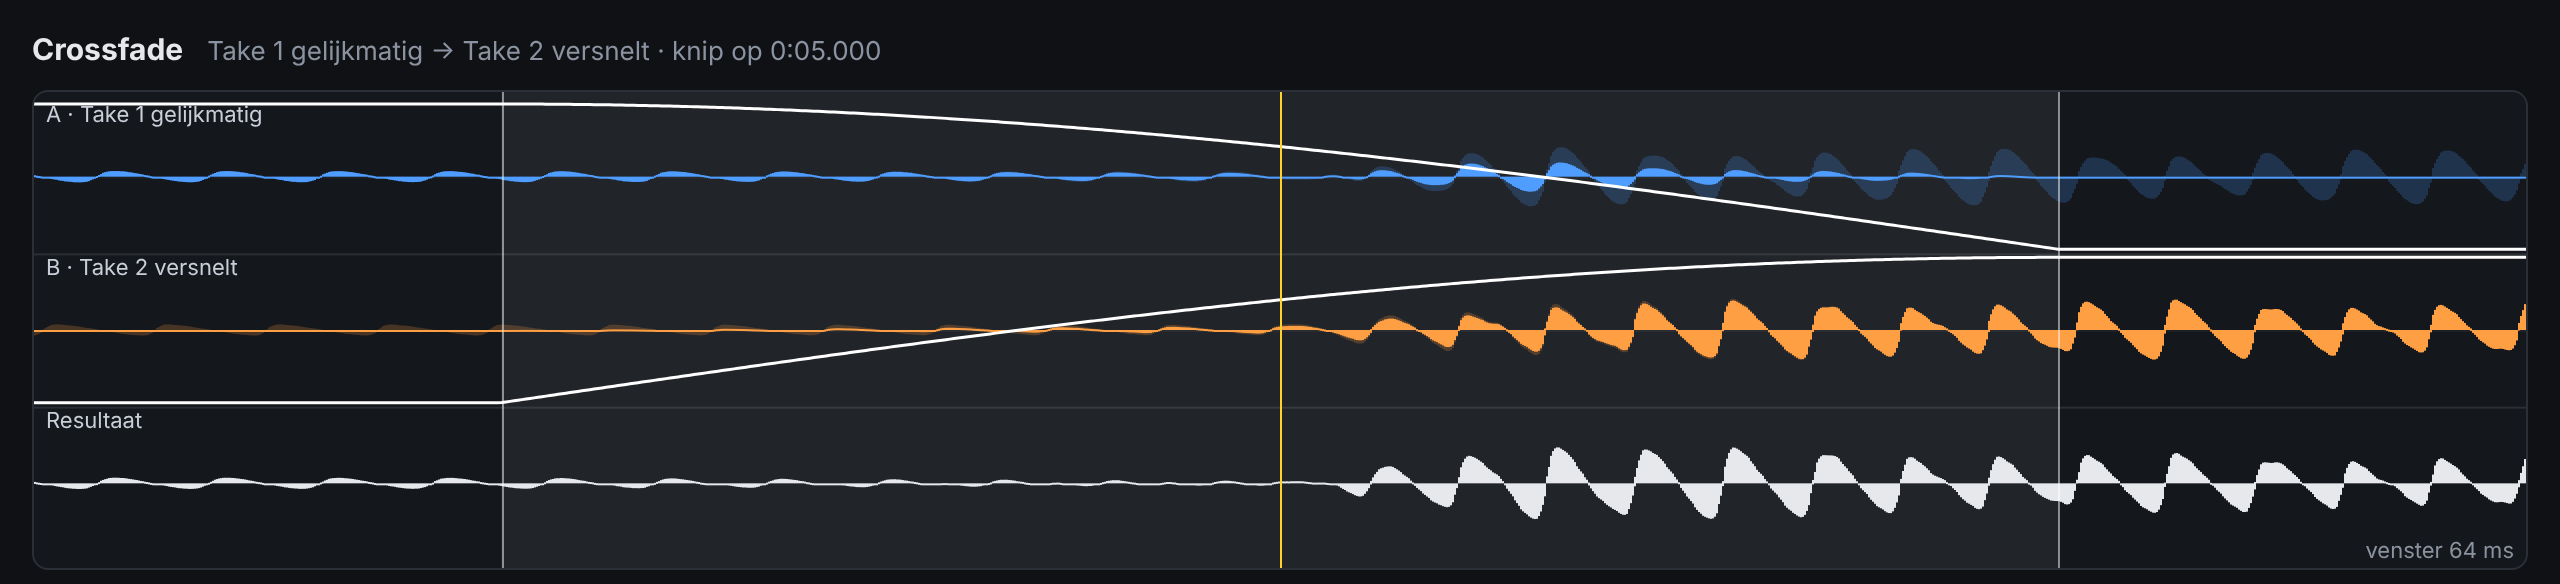 Crossfade Take 1 gelijkmatig → Take 2 versnelt · knip op 0:05.000
A · Take 1 gelijkmatig
B · Take 2 versnelt
Resultaat
venster 64 ms